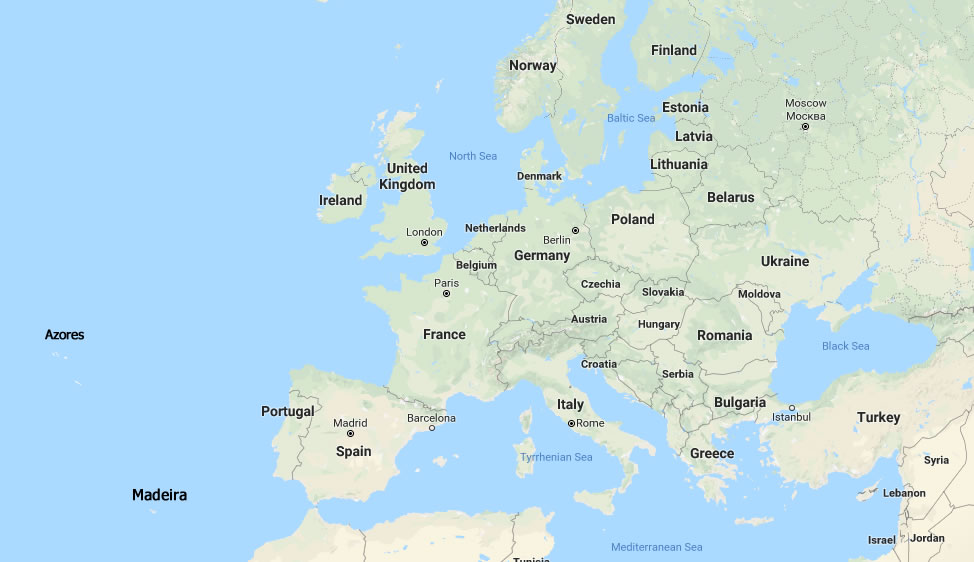 Sweden
Finland
Norway
Moscow
Москва
Estonia
Baltic Sea
Latvia
North Sea
Lithuania
United
Kingdom
Denmark
Ireland
Belarus
Poland
Netherlands
London
Berlin
Germany
Ukraine
Belgium
Paris
Czechia
Slovakia
Moldova
Austria
Hungary
Azores
France
Romania
Black Sea
Croatia
Serbia
Bulgaria
Italy
Portugal
Barcelona
Istanbul
Turkey
Madrid
Rome
Spain
Greece
Tyrrhenian Sea
Syria
Madeira
Lebanon
Israel
Jordan
Mediterranean Sea
Tunisia